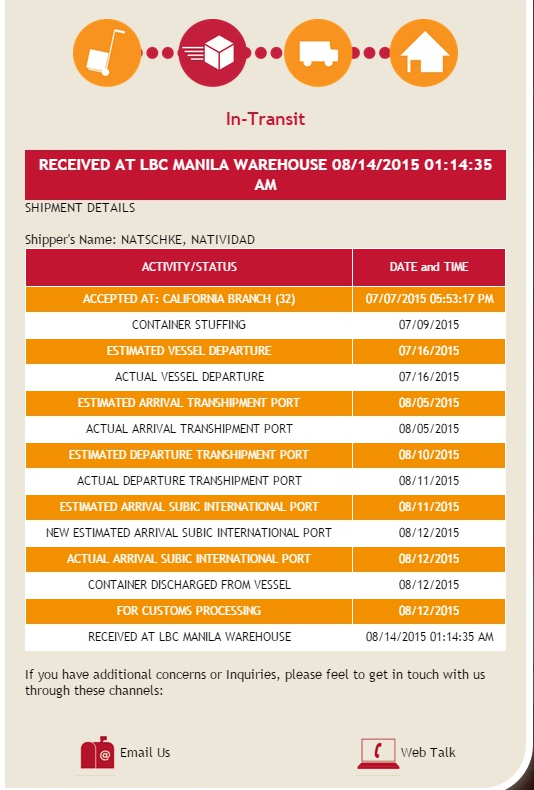 In-Transit
RECEIVED AT LBC MANILA WAREHOUSE 08/14/2015 01:14:35
AM
SHIPMENT DETAILS
Shipper's Name: NATSCHKE, NATIVIDAD
ACTIVITY/STATUS DATE and TIME
ACCEPTED AT: CALIFORNIA BRANCH (32) 07/07/2015 05:53:17 PM
CONTAINER STUFFING 07/09/2015
ESTIMATED VESSEL DEPARTURE 07/16/2015
ACTUAL VESSEL DEPARTURE 07/16/2015
ESTIMATED ARRIVAL TRANSHIPMENT PORT 08/05/2015
ACTUAL ARRIVAL TRANSHIPMENT PORT 08/05/2015
ESTIMATED DEPARTURE TRANSHIPMENT PORT 08/10/2015
ACTUAL DEPARTURE TRANSHIPMENT PORT 08/11/2015
ESTIMATED ARRIVAL SUBIC INTERNATIONAL PORT 08/11/2015
NEW ESTIMATED ARRIVAL SUBIC INTERNATIONAL PORT 08/12/2015
ACTUAL ARRIVAL SUBIC INTERNATIONAL PORT 08/12/2015
CONTAINER DISCHARGED FROM VESSEL 08/12/2015
FOR CUSTOMS PROCESSING 08/12/2015
RECEIVED AT LBC MANILA WAREHOUSE 08/14/2015 01:14:35 AM
If you have additional concerns or Inquiries, please feel to get in touch with us
through these channels:
@ Email Us Web Talk